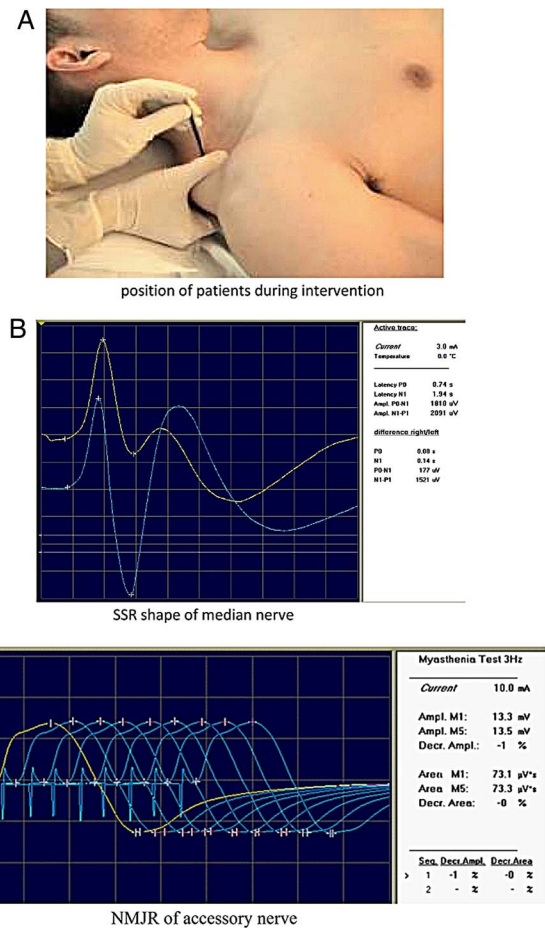 A
position of patients during intervention
B
Active trace:
Current 3.0 mA
Temperature 0.0 °C
Latency P0 0.74 s
Latency N1 1.94 s
Ampl. P0-N1 1810 uV
Ampl. N1-P1 2091 uV
difference right/left
P0 0.08 s
N1 0.14 s
P0-N1 177 uV
N1-P1 1521 uV
SSR shape of median nerve
Myasthenia Test 3Hz
Current 10.0 mA
Ampl. M1: 13.3 mV
Ampl. M5: 13.5 mV
Decr. Ampl.: -1 %
Area M1: 73.1 µV*s
Area M5: 73.3 µV*s
Decr. Area: -0 %
Seq. Decr.Ampl. Decr.Area
> 1 -1 % -0 %
2 - % - %
NMJR of accessory nerve